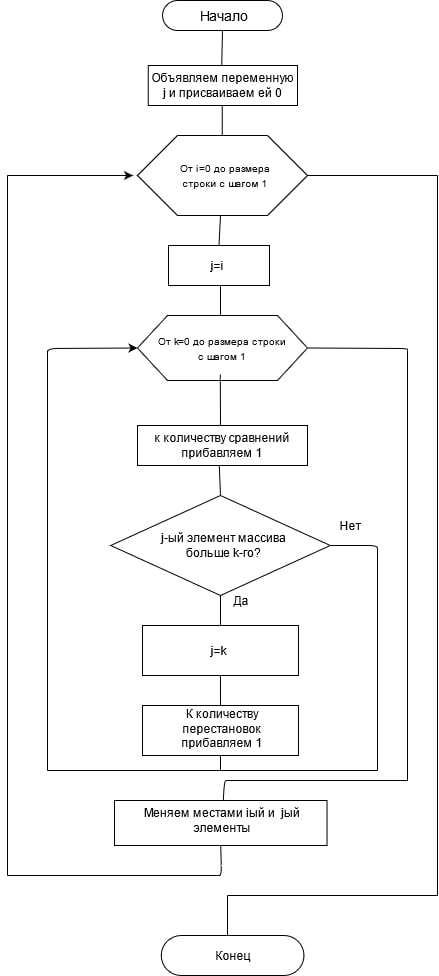 Начало
Объявляем переменную
j и присваиваем ей 0
От i=0 до размера
строки с шагом 1
j=i
От k=0 до размера строки
с шагом 1
к количеству сравнений
прибавляем 1
j-ый элемент массива
больше k-го?
Нет
Да
j=k
К количеству
перестановок
прибавляем 1
Меняем местами iый и jый
элементы
Конец